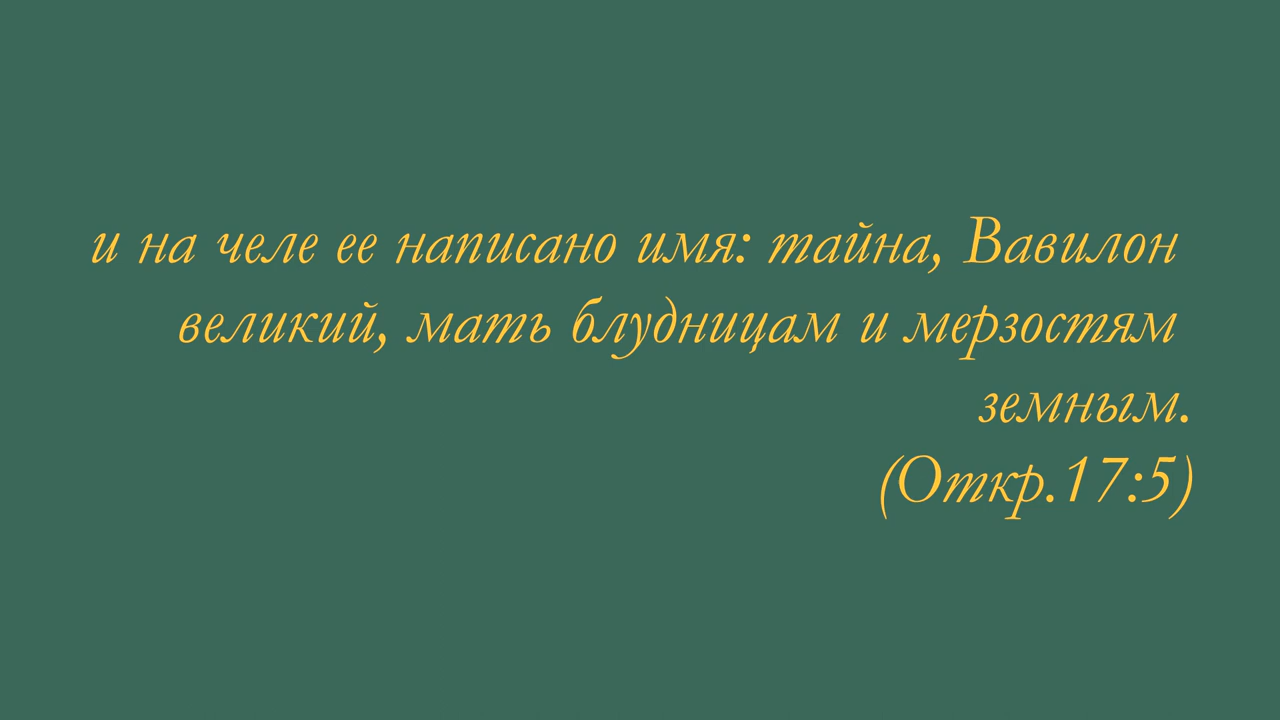 и на челе ее написано имя: тайна, Вавилон
великий, мать блудницам и мерзостям
земным.
(Откр.17:5)